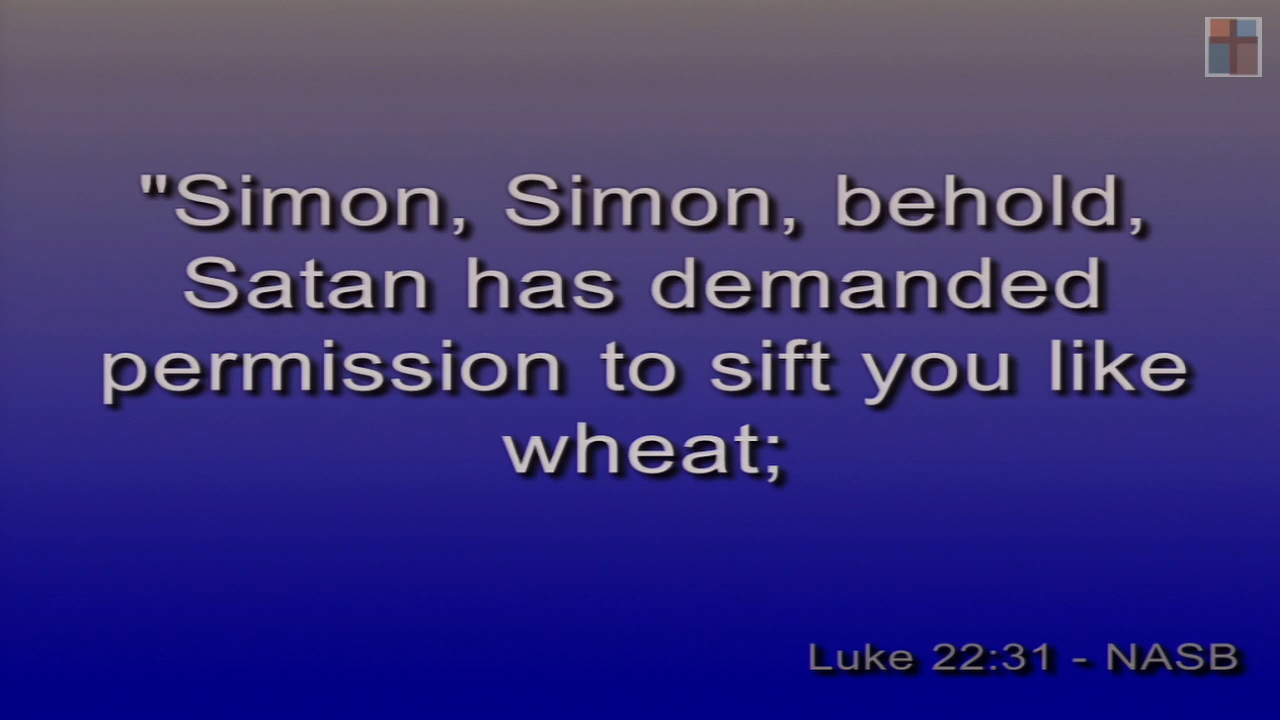 "Simon, Simon, behold,
Satan has demanded
permission to sift you like
wheat;
Luke 22:31 - NASB